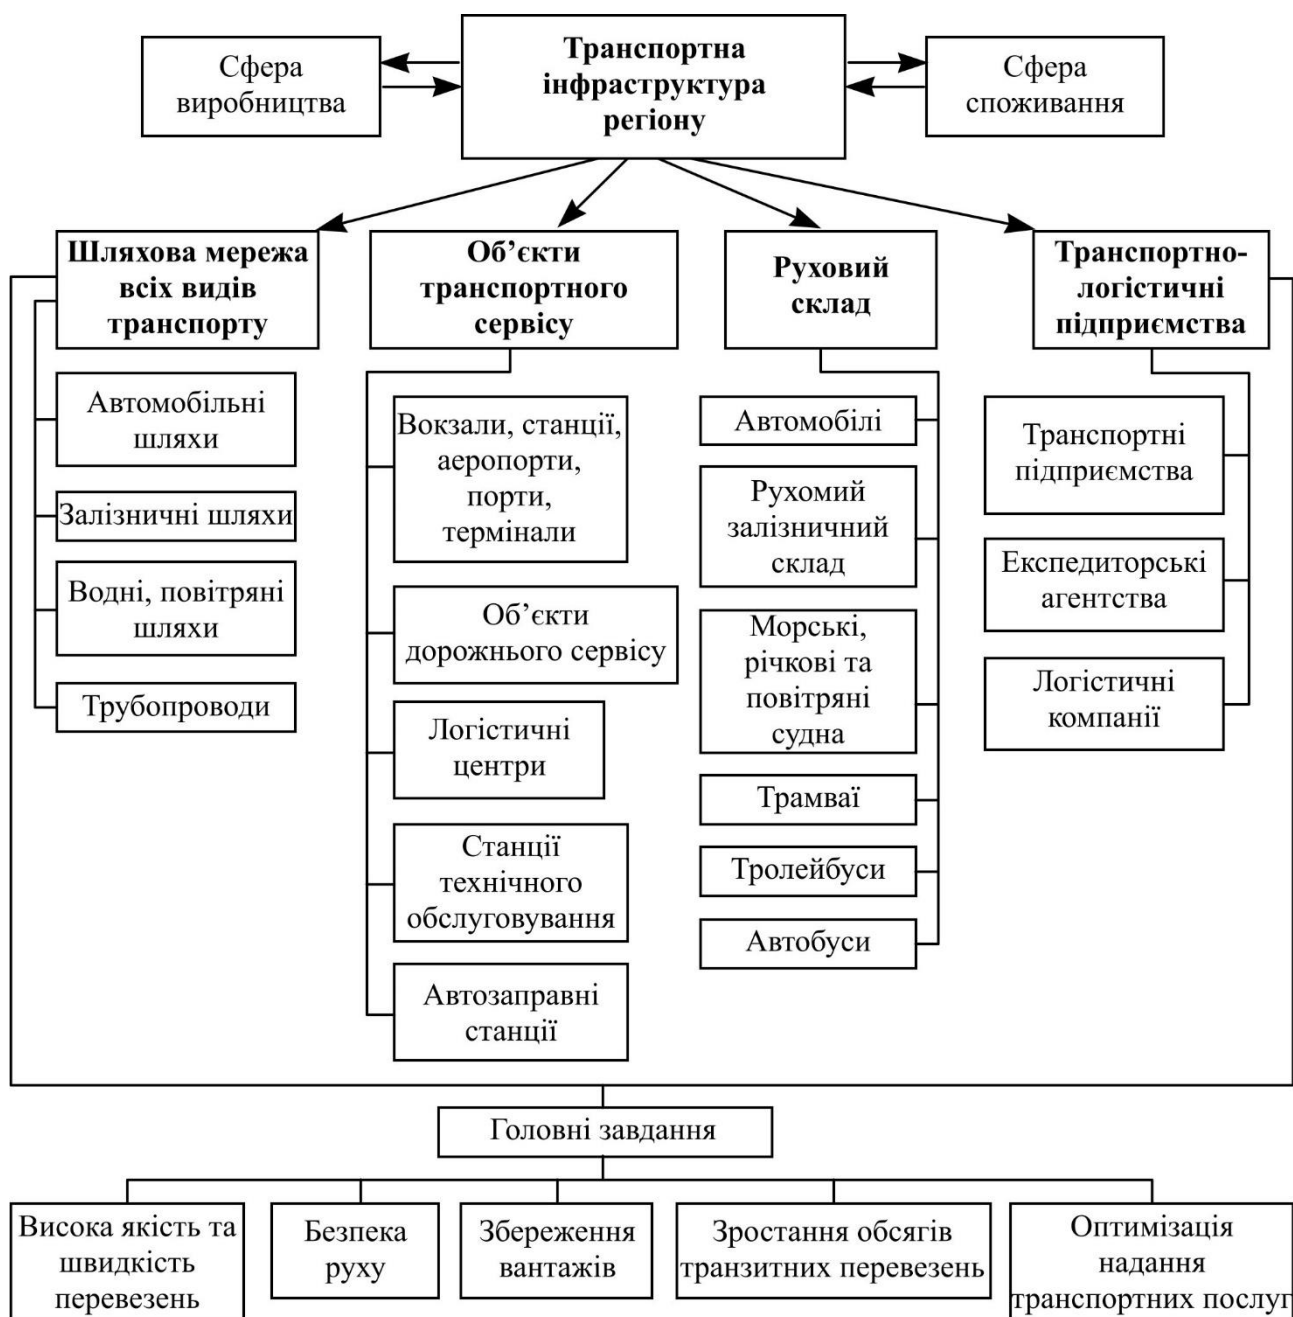 Сфера
виробництва
Транспортна
інфраструктура
регіону
Сфера
споживання
Шляхова мережа
всіх видів
транспорту
Об’єкти
транспортного
сервісу
Руховий
склад
Транспортно-
логістичні
підприємства
Автомобільні
шляхи
Залізничні шляхи
Водні, повітряні
шляхи
Трубопроводи
Вокзали, станції,
аеропорти,
порти,
термінали
Об’єкти
дорожнього сервісу
Логістичні
центри
Станції
технічного
обслуговування
Автозаправні
станції
Автомобілі
Рухомий
залізничний
склад
Морські,
річкові та
повітряні
судна
Трамваї
Тролейбуси
Автобуси
Транспортні
підприємства
Експедиторські
агентства
Логістичні
компанії
Головні завдання
Висока якість та
швидкість
перевезень
Безпека
руху
Збереження
вантажів
Зростання обсягів
транзитних перевезень
Оптимізація
надання
транспортних послуг